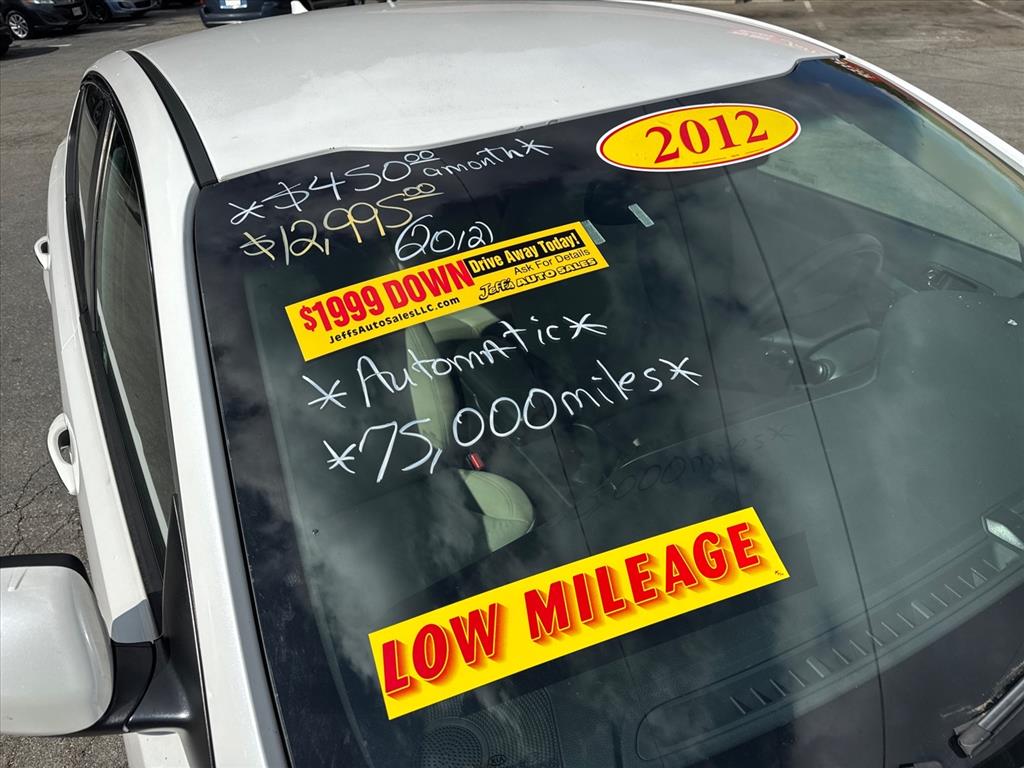 2012
*$450.00 a month*
$12,995.00
(2012)
$1999 DOWN
Drive Away Today!
Ask For Details
JeffsAutoSalesLLC.com
Jeff's AUTO SALES
*Automatic*
*75,000 miles*
LOW MILEAGE